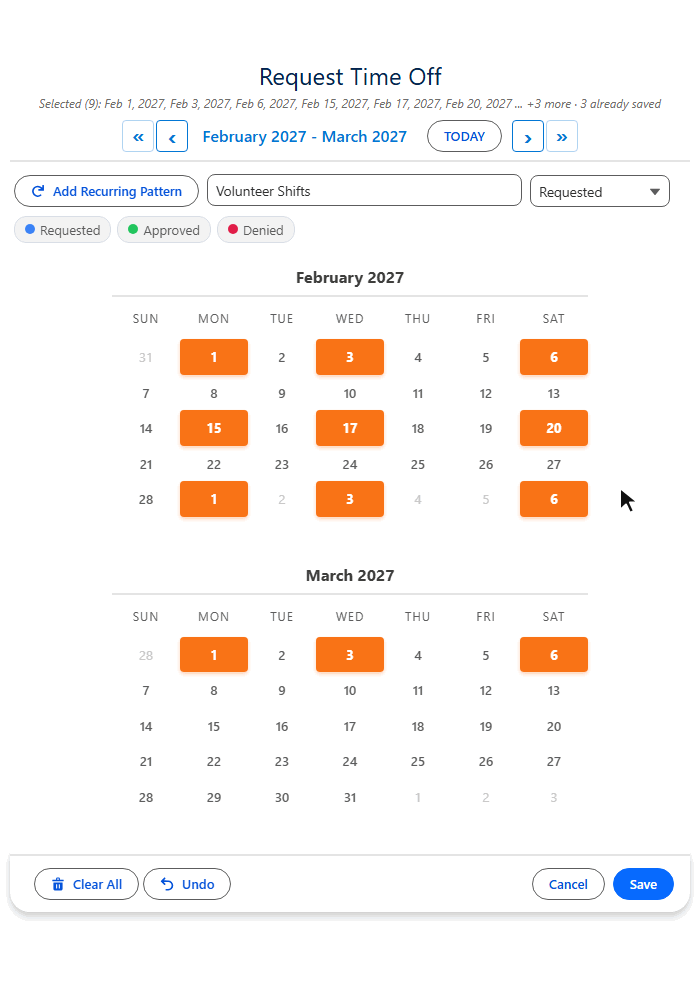 Request Time Off
Selected (9): Feb 1, 2027, Feb 3, 2027, Feb 6, 2027, Feb 15, 2027, Feb 17, 2027, Feb 20, 2027 ... +3 more · 3 already saved
« ‹ February 2027 - March 2027 TODAY › »
Add Recurring Pattern Volunteer Shifts Requested
Requested Approved Denied
February 2027
SUN MON TUE WED THU FRI SAT
31 1 2 3 4 5 6
7 8 9 10 11 12 13
14 15 16 17 18 19 20
21 22 23 24 25 26 27
28 1 2 3 4 5 6
March 2027
SUN MON TUE WED THU FRI SAT
28 1 2 3 4 5 6
7 8 9 10 11 12 13
14 15 16 17 18 19 20
21 22 23 24 25 26 27
28 29 30 31 1 2 3
Clear All Undo Cancel Save